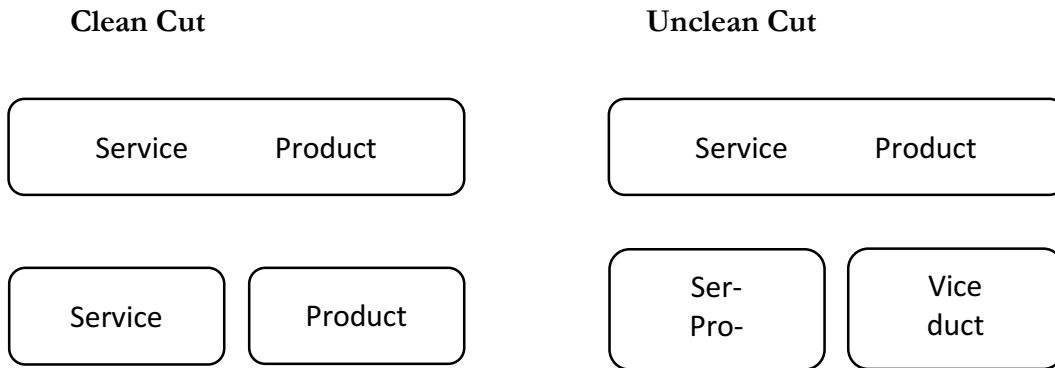 Clean Cut
Unclean Cut
Service Product
Service Product
Service
Product
Ser-
Pro-
Vice
duct